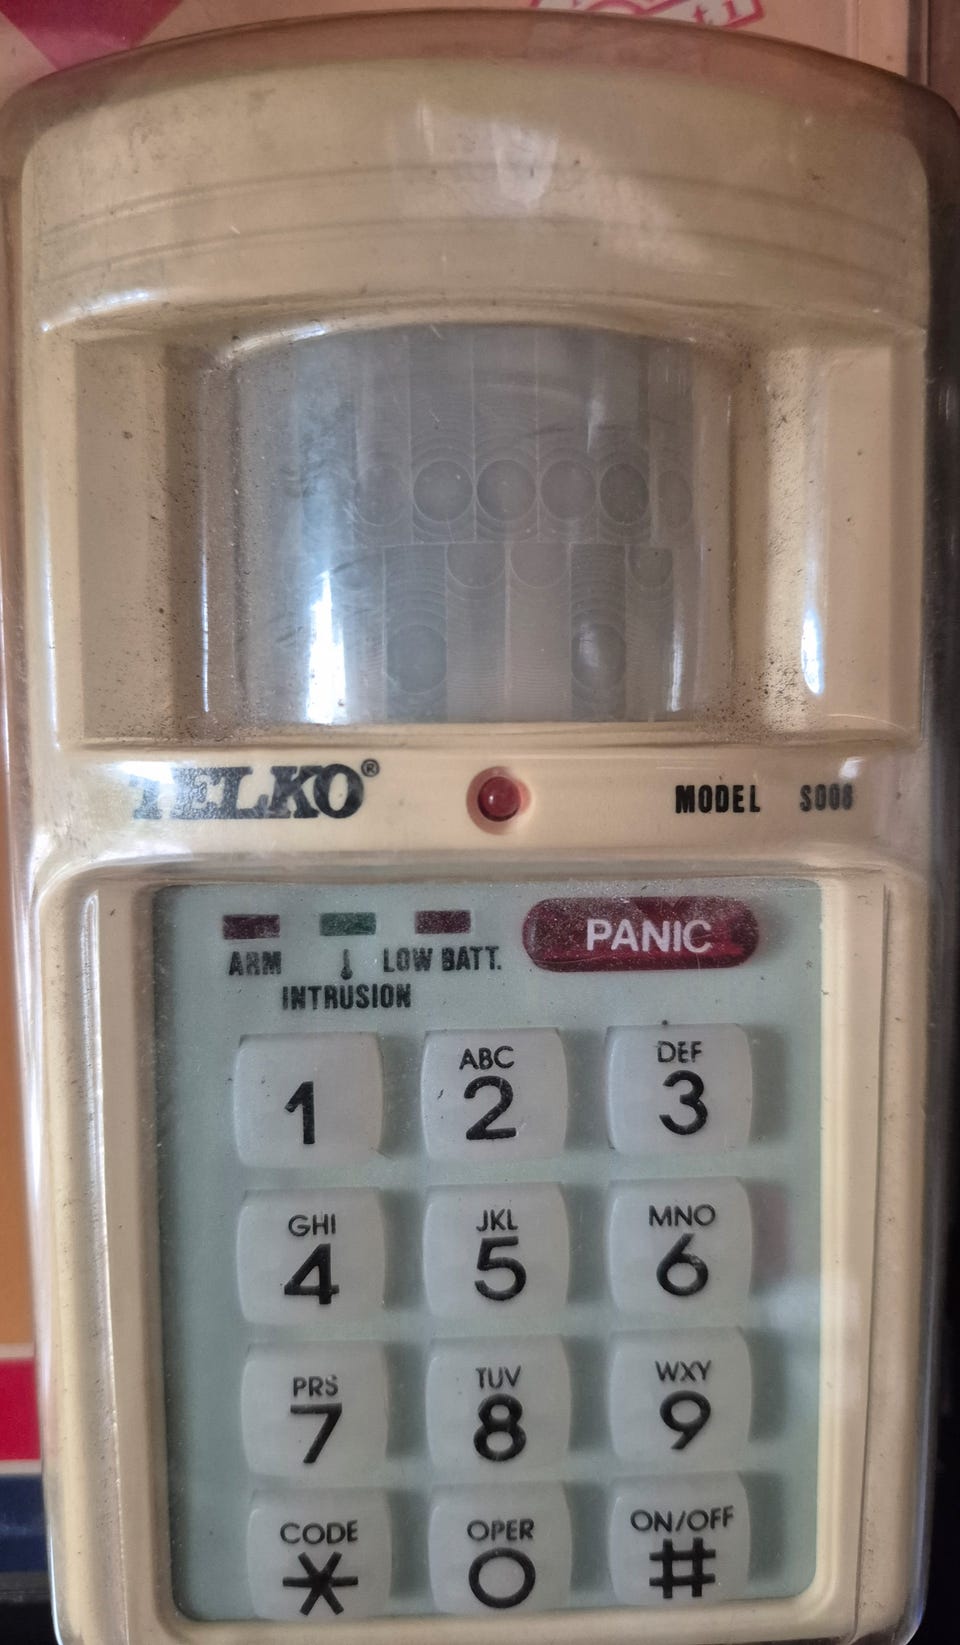 TELKO®
MODEL S008
PANIC
ARM
LOW BATT.
INTRUSION
1
ABC
2
DEF
3
GHI
4
JKL
5
MNO
6
PRS
7
TUV
8
WXY
9
CODE
*
OPER
0
ON/OFF
#